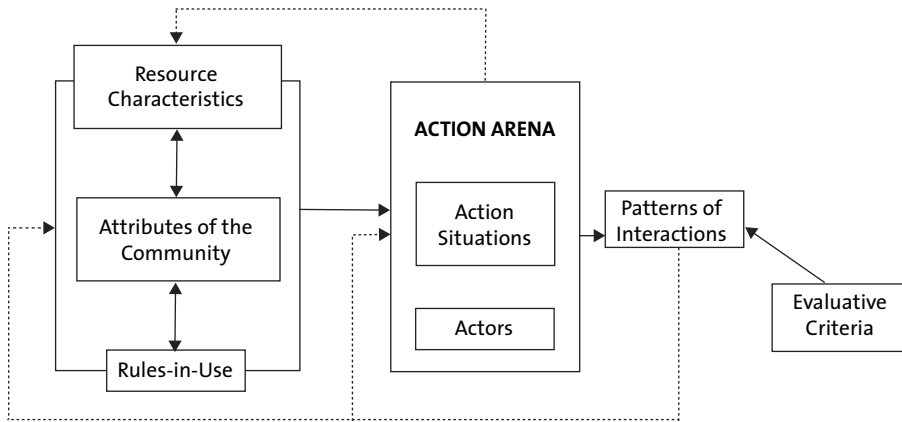 Resource
Characteristics
Attributes of the
Community
Rules-in-Use
ACTION ARENA
Action
Situations
Actors
Patterns of
Interactions
Evaluative
Criteria